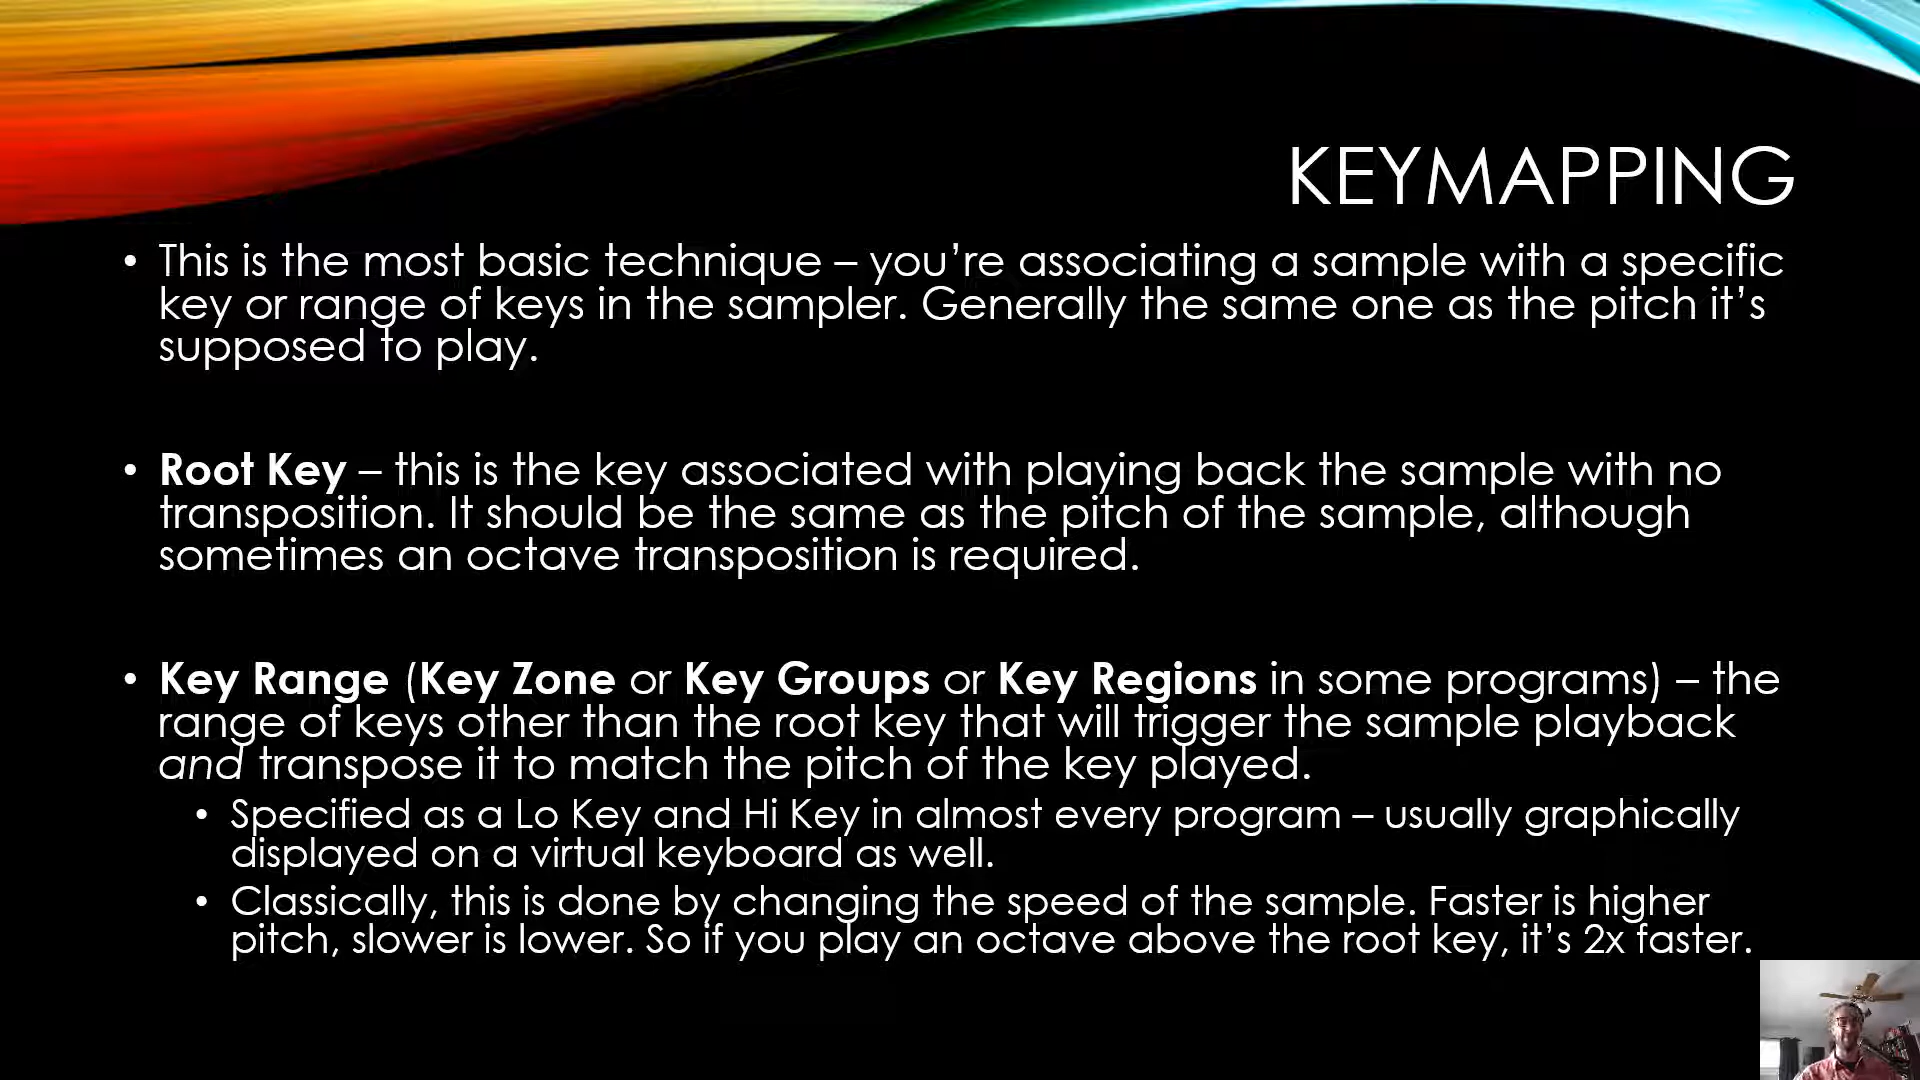 KEYMAPPING
• This is the most basic technique – you’re associating a sample with a specific
key or range of keys in the sampler. Generally the same one as the pitch it’s
supposed to play.
• Root Key – this is the key associated with playing back the sample with no
transposition. It should be the same as the pitch of the sample, although
sometimes an octave transposition is required.
• Key Range (Key Zone or Key Groups or Key Regions in some programs) – the
range of keys other than the root key that will trigger the sample playback
and transpose it to match the pitch of the key played.
• Specified as a Lo Key and Hi Key in almost every program – usually graphically
displayed on a virtual keyboard as well.
• Classically, this is done by changing the speed of the sample. Faster is higher
pitch, slower is lower. So if you play an octave above the root key, it’s 2x faster.